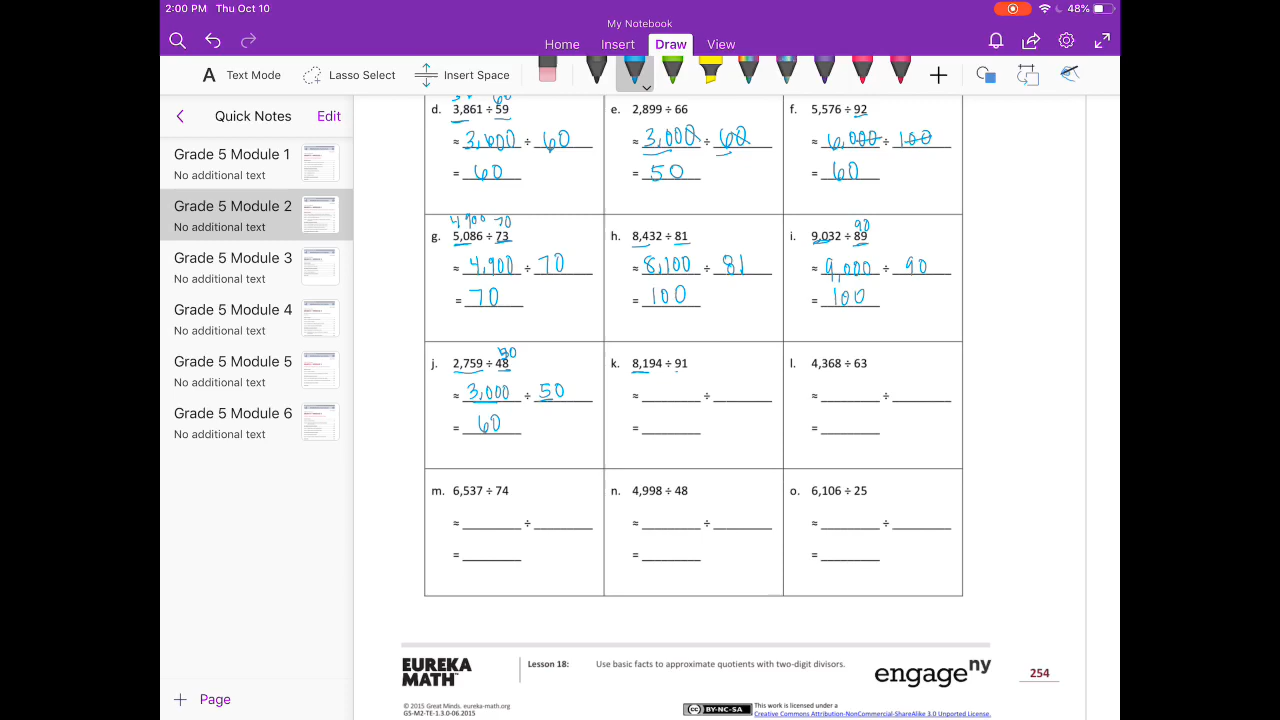 2:00 PM Thu Oct 10
48%
My Notebook
Home Insert Draw View
Text Mode Lasso Select Insert Space
Quick Notes Edit
Grade 5 Module 1
No additional text
Grade 5 Module 2
No additional text
Grade 5 Module 3
No additional text
Grade 5 Module 4
No additional text
Grade 5 Module 5
No additional text
Grade 5 Module 6
No additional text
Page
d. 3,861 ÷ 59
≈ 3,600 ÷ 60
= 60
e. 2,899 ÷ 66
≈ 3,000 ÷ 60
= 50
f. 5,576 ÷ 92
≈ 6,000 ÷ 100
= 60
4900 70
g. 5,086 ÷ 73
≈ 4,900 ÷ 70
= 70
h. 8,432 ÷ 81
≈ 8,100 ÷ 81
= 100
90
i. 9,032 ÷ 89
≈ 9,000 ÷ 90
= 100
50
j. 2,759 ÷ 48
≈ 3,000 ÷ 50
= 60
k. 8,194 ÷ 91
≈ ÷
=
l. 4,368 ÷ 63
≈ ÷
=
m. 6,537 ÷ 74
≈ ÷
=
n. 4,998 ÷ 48
≈ ÷
=
o. 6,106 ÷ 25
≈ ÷
=
EUREKA
MATH™
Lesson 18: Use basic facts to approximate quotients with two-digit divisors.
engage ny
254
© 2015 Great Minds. eureka-math.org
G5-M2-TE-1.3.0-06.2015
CC BY-NC-SA
This work is licensed under a
Creative Commons Attribution-NonCommercial-ShareAlike 3.0 Unported License.